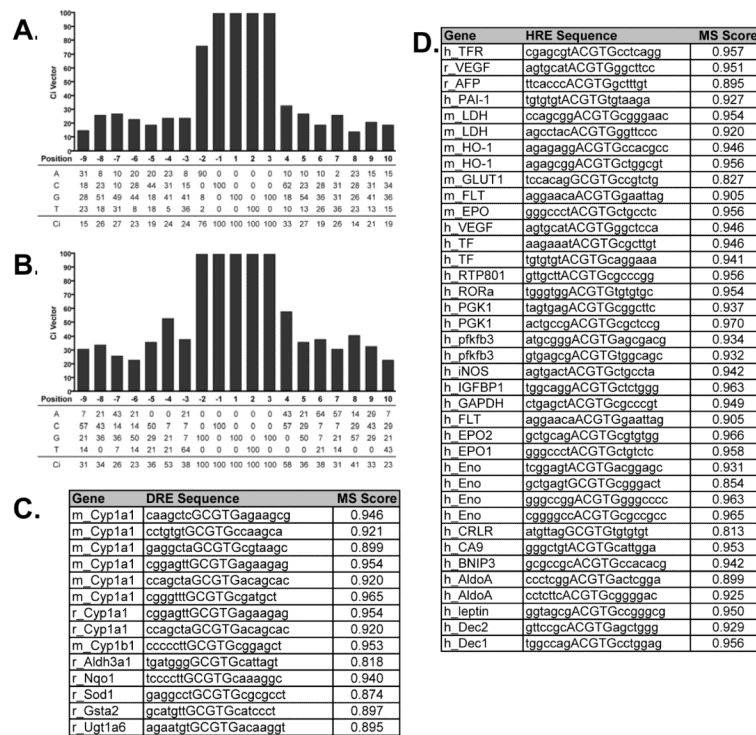 A.
Ci Vector
100
90
80
70
60
50
40
30
20
10
0
Position -9 -8 -7 -6 -5 -4 -3 -2 -1 1 2 3 4 5 6 7 8 9 10
A 31 8 10 20 20 23 8 90 0 0 0 0 10 10 10 2 23 15 15
C 18 23 10 28 44 31 15 0 100 0 0 0 62 23 28 31 28 31 34
G 28 51 49 44 18 41 41 8 0 100 0 100 18 54 36 31 26 41 36
T 23 18 31 8 18 5 36 2 0 0 100 0 10 13 26 36 23 13 15
Ci 15 26 27 23 19 24 24 76 100 100 100 100 33 27 19 26 14 21 19
B.
Ci Vector
100
90
80
70
60
50
40
30
20
10
0
Position -9 -8 -7 -6 -5 -4 -3 -2 -1 1 2 3 4 5 6 7 8 9 10
A 7 21 43 21 0 0 21 0 0 0 0 0 43 21 64 57 14 29 7
C 57 43 14 14 50 7 7 0 100 0 0 0 57 29 7 7 29 43 29
G 21 36 36 50 29 21 7 100 0 100 0 100 0 50 7 21 57 29 21
T 14 0 7 14 21 21 64 0 0 0 100 0 0 0 21 14 0 0 43
Ci 31 34 26 23 36 53 38 100 100 100 100 100 58 36 38 31 41 33 23
C.
Gene DRE Sequence MS Score
m_Cyp1a1 caagctcGCGTGagaagcg 0.946
m_Cyp1a1 cctgtgtGCGTGccaagca 0.921
m_Cyp1a1 gaggctaGCGTGcgtaagc 0.899
m_Cyp1a1 cggagttGCGTGagaagag 0.954
m_Cyp1a1 ccagctaGCGTGacagcac 0.920
m_Cyp1a1 cgggtttGCGTGcgatgct 0.965
r_Cyp1a1 cggagttGCGTGagaagag 0.954
r_Cyp1a1 ccagctaGCGTGacagcac 0.920
m_Cyp1b1 cccccttGCGTGcggagct 0.953
r_Aldh3a1 tgatgggGCGTGcattagt 0.818
r_Nqo1 tccccttGCGTGcaaaggc 0.940
r_Sod1 gaggcctGCGTGcgcgcct 0.874
r_Gsta2 gcatgttGCGTGcatccct 0.897
r_Ugt1a6 agaatgtGCGTGacaaggt 0.895
D.
Gene HRE Sequence MS Score
h_TFR cgagcgtACGTGcctcagg 0.957
r_VEGF agtgcatACGTGggcttcc 0.951
r_AFP ttcacccACGTGgctttgt 0.895
h_PAI-1 tgtgtgtACGTGtgtaaga 0.927
m_LDH ccagcggACGTGcgggaac 0.954
m_LDH agcctacACGTGggttccc 0.920
m_HO-1 agagaggACGTGccacgcc 0.946
m_HO-1 agagcggACGTGctggcgt 0.956
m_GLUT1 tccacagGCGTGccgtctg 0.827
m_FLT aggaacaACGTGgaattag 0.905
m_EPO gggccctACGTGctgcctc 0.956
h_VEGF agtgcatACGTGggctcca 0.946
h_TF aagaaatACGTGcgcttgt 0.946
h_TF tgtgtgtACGTGcaggaaa 0.941
h_RTP801 gttgcttACGTGcgcccgg 0.956
h_RORa tgggtggACGTGtgtgtgc 0.954
h_PGK1 tagtgagACGTGcggcttc 0.937
h_PGK1 actgccgACGTGcgctccg 0.970
h_pfkfb3 atgcgggACGTGagcgacg 0.934
h_pfkfb3 gtgagcgACGTGtggcagc 0.932
h_iNOS agtgactACGTGctgccta 0.942
h_IGFBP1 tggcaggACGTGctctggg 0.963
h_GAPDH ctgagctACGTGcgcccgt 0.949
h_FLT aggaacaACGTGgaattag 0.905
h_EPO2 gctgcagACGTGcgtgtgg 0.966
h_EPO1 gggccctACGTGctgtctc 0.958
h_Eno tcggagtACGTGacggagc 0.931
h_Eno gctgagtGCGTGcgggact 0.854
h_Eno gggccggACGTGgggcccc 0.963
h_Eno cggggccACGTGcgccgcc 0.965
h_CRLR atgttagGCGTGtgtgtgt 0.813
h_CA9 gggctgtACGTGcattgga 0.953
h_BNIP3 gcgccgcACGTGccacacg 0.942
h_AldoA ccctcggACGTGactcgga 0.899
h_AldoA cctcttcACGTGcggggac 0.925
h_leptin ggtagcgACGTGccgggcg 0.950
h_Dec2 gttccgcACGTGagctggg 0.929
h_Dec1 tggccagACGTGcctggag 0.956